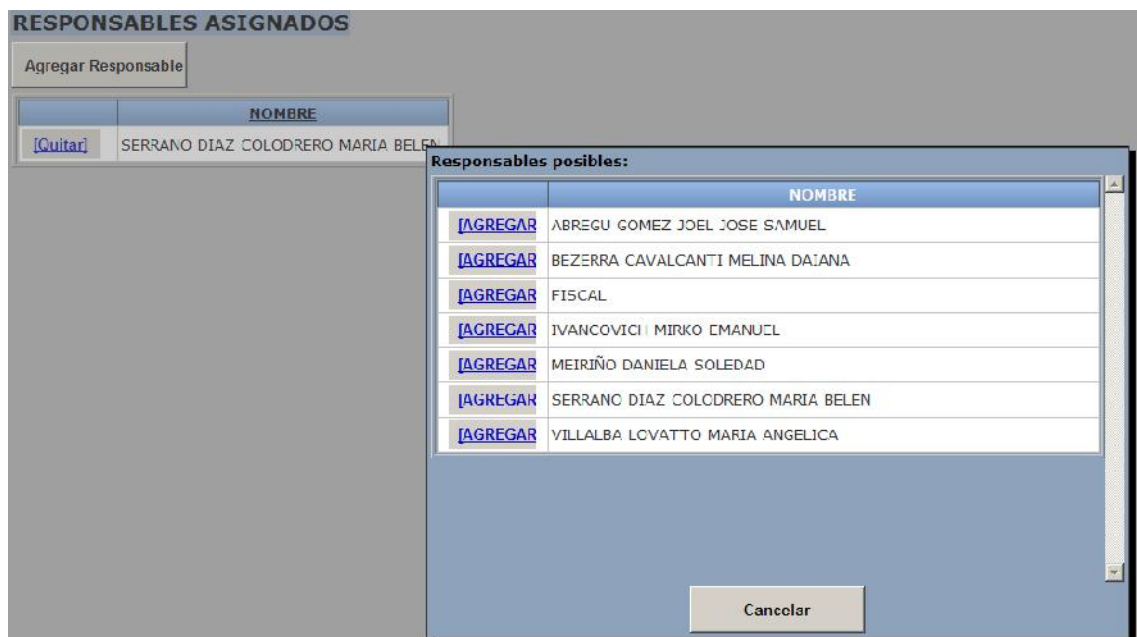 RESPONSABLES ASIGNADOS
Agregar Responsable
NOMBRE
[Quitar] SERRANO DIAZ COLODRERO MARIA BELEN
Responsables posibles:
NOMBRE
[AGREGAR ABREGU GOMEZ JOEL JOSE SAMUEL
[AGREGAR BEZERRA CAVALCANTI MELINA DAIANA
[AGREGAR FISCAL
[AGREGAR IVANCOVICH MIRKO EMANUEL
[AGREGAR MEIRIÑO DANIELA SOLEDAD
[AGREGAR SERRANO DIAZ COLODRERO MARIA BELEN
[AGREGAR VILLALBA LOVATTO MARIA ANGELICA
Cancelar